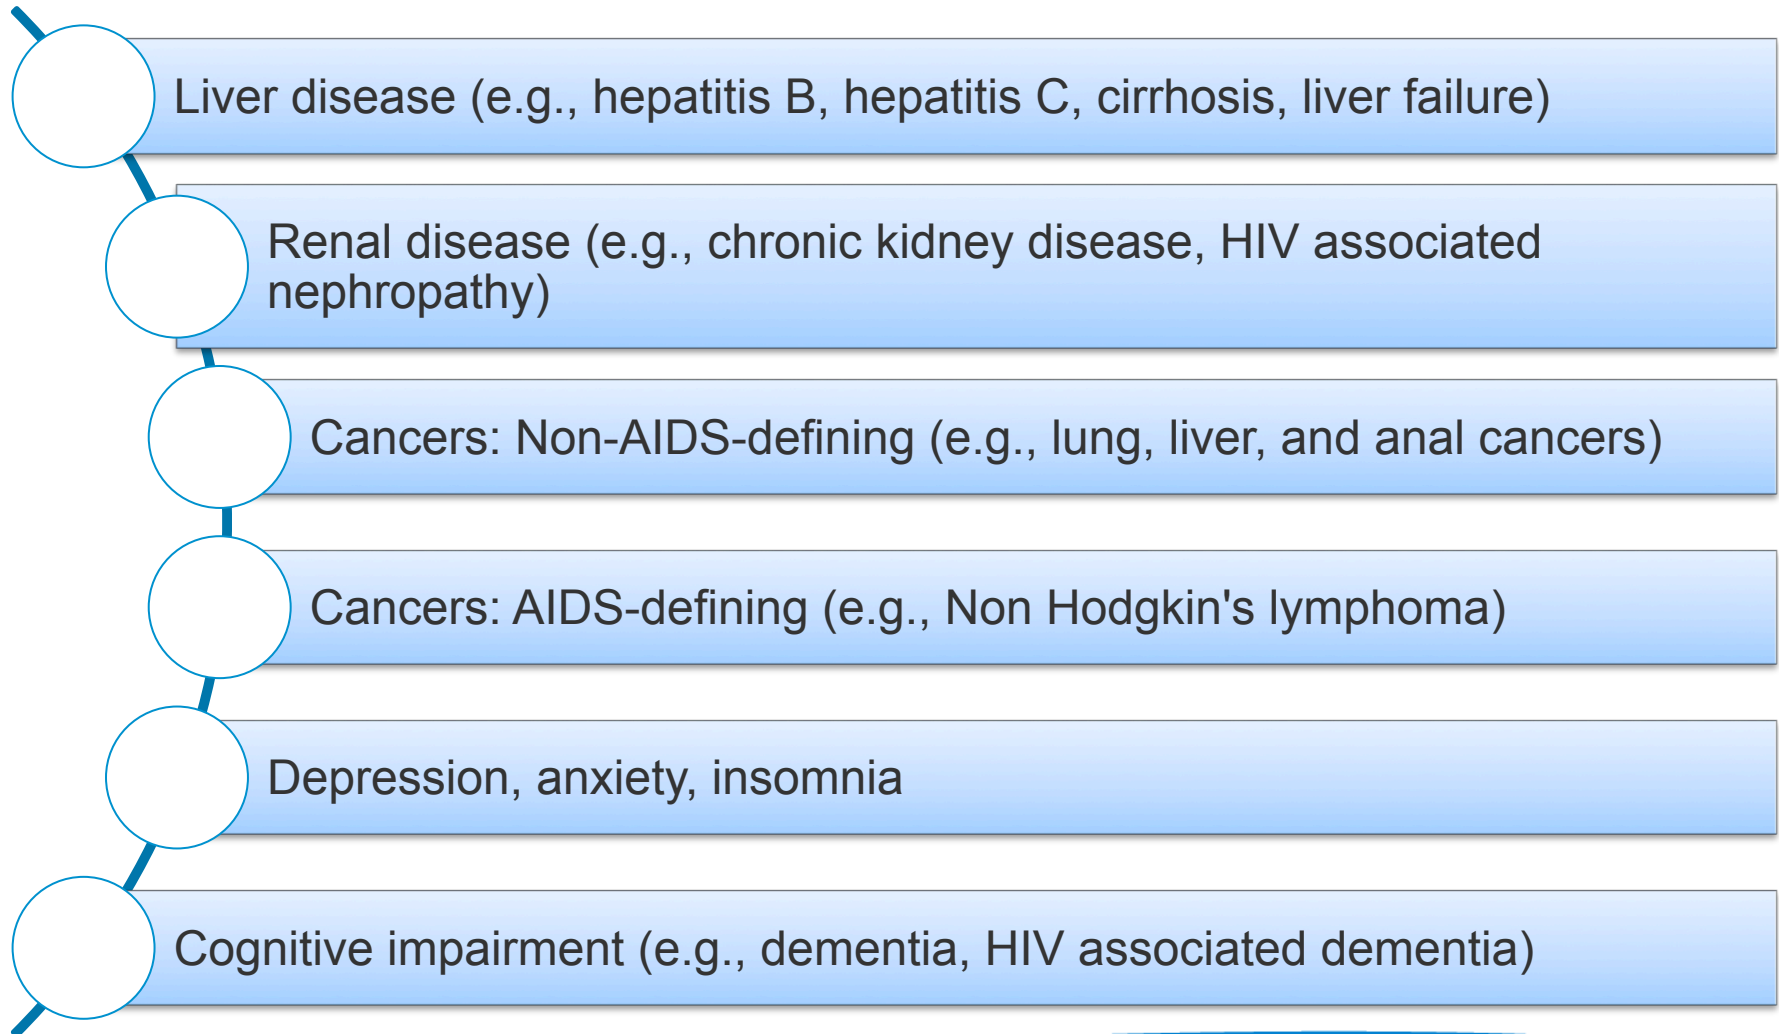 Liver disease (e.g., hepatitis B, hepatitis C, cirrhosis, liver failure)
Renal disease (e.g., chronic kidney disease, HIV associated
nephropathy)
Cancers: Non-AIDS-defining (e.g., lung, liver, and anal cancers)
Cancers: AIDS-defining (e.g., Non Hodgkin's lymphoma)
Depression, anxiety, insomnia
Cognitive impairment (e.g., dementia, HIV associated dementia)